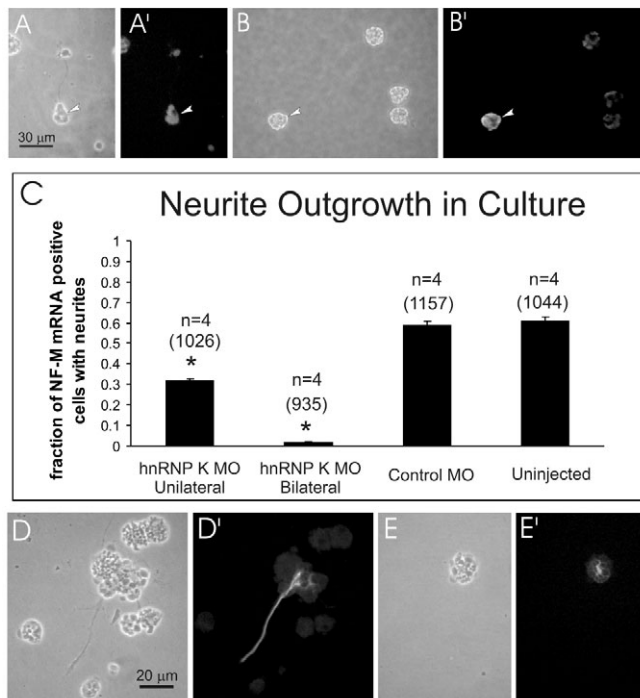 A
A'
B
B'
30 μm
C
Neurite Outgrowth in Culture
fraction of NF-M mRNA positive
cells with neurites
1
0.9
0.8
0.7
0.6
0.5
0.4
0.3
0.2
0.1
0
n=4
(1026)
*
n=4
(935)
*
n=4
(1157)
n=4
(1044)
hnRNP K MO
Unilateral
hnRNP K MO
Bilateral
Control MO
Uninjected
D
D'
E
E'
20 μm